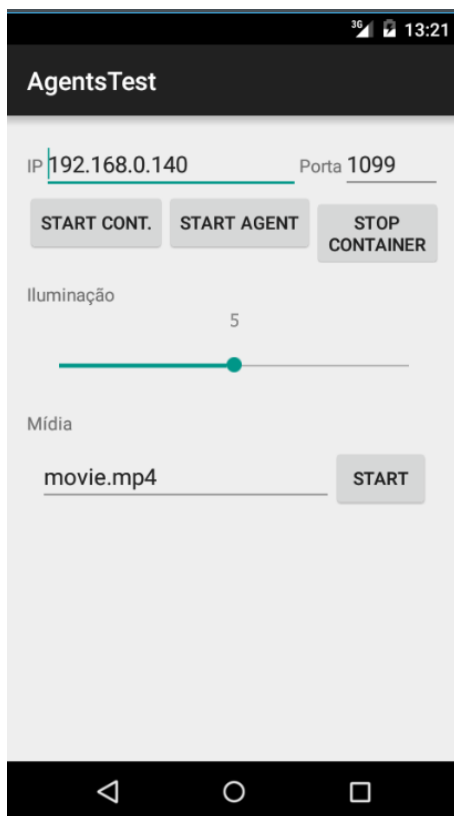 3G 13:21
AgentsTest
IP 192.168.0.140 Porta 1099
START CONT. START AGENT STOP
CONTAINER
Iluminação
5
Mídia
movie.mp4 START